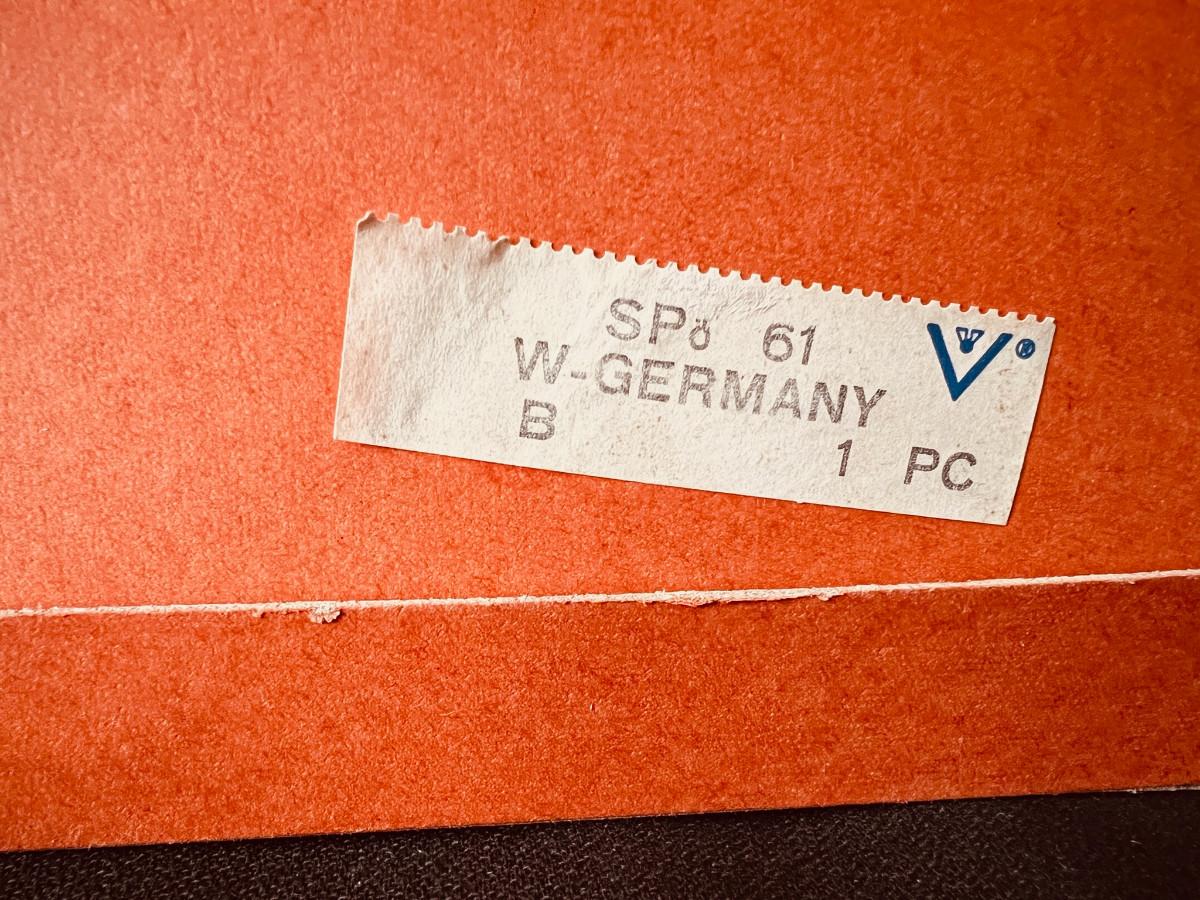 SPö 61
W-GERMANY
B
1 PC
V ®